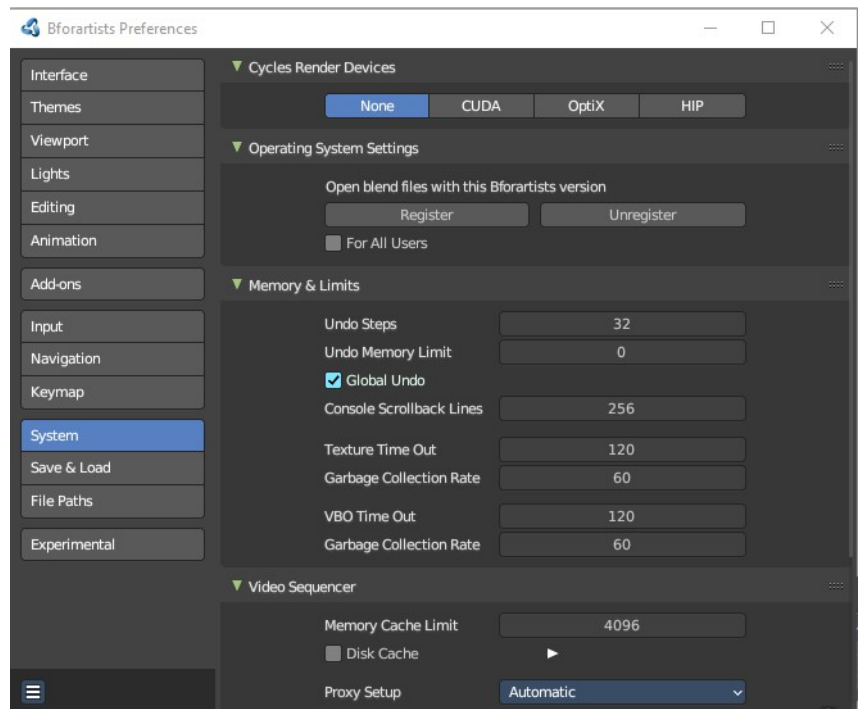 Bforartists Preferences
Interface
Themes
Viewport
Lights
Editing
Animation
Add-ons
Input
Navigation
Keymap
System
Save & Load
File Paths
Experimental
Cycles Render Devices
None CUDA OptiX HIP
Operating System Settings
Open blend files with this Bforartists version
Register Unregister
For All Users
Memory & Limits
Undo Steps 32
Undo Memory Limit 0
Global Undo
Console Scrollback Lines 256
Texture Time Out 120
Garbage Collection Rate 60
VBO Time Out 120
Garbage Collection Rate 60
Video Sequencer
Memory Cache Limit 4096
Disk Cache
Proxy Setup Automatic